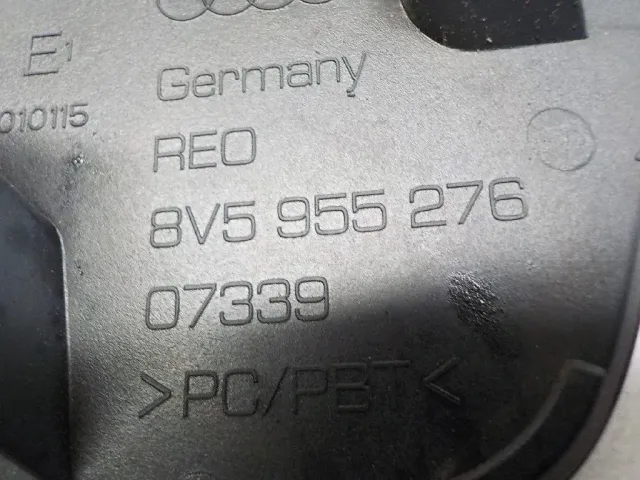 E1
Germany
010115
REO
8V5 955 276
07339
>PC/PBT<